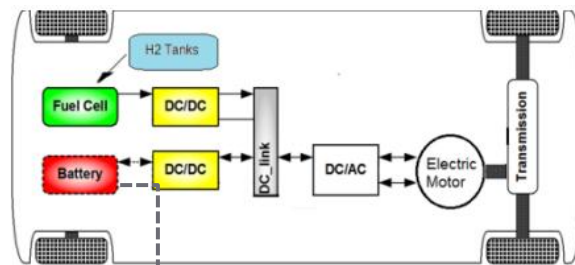 H2 Tanks
Fuel Cell
DC/DC
Battery
DC/DC
DC_link
DC/AC
Electric
Motor
Transmission